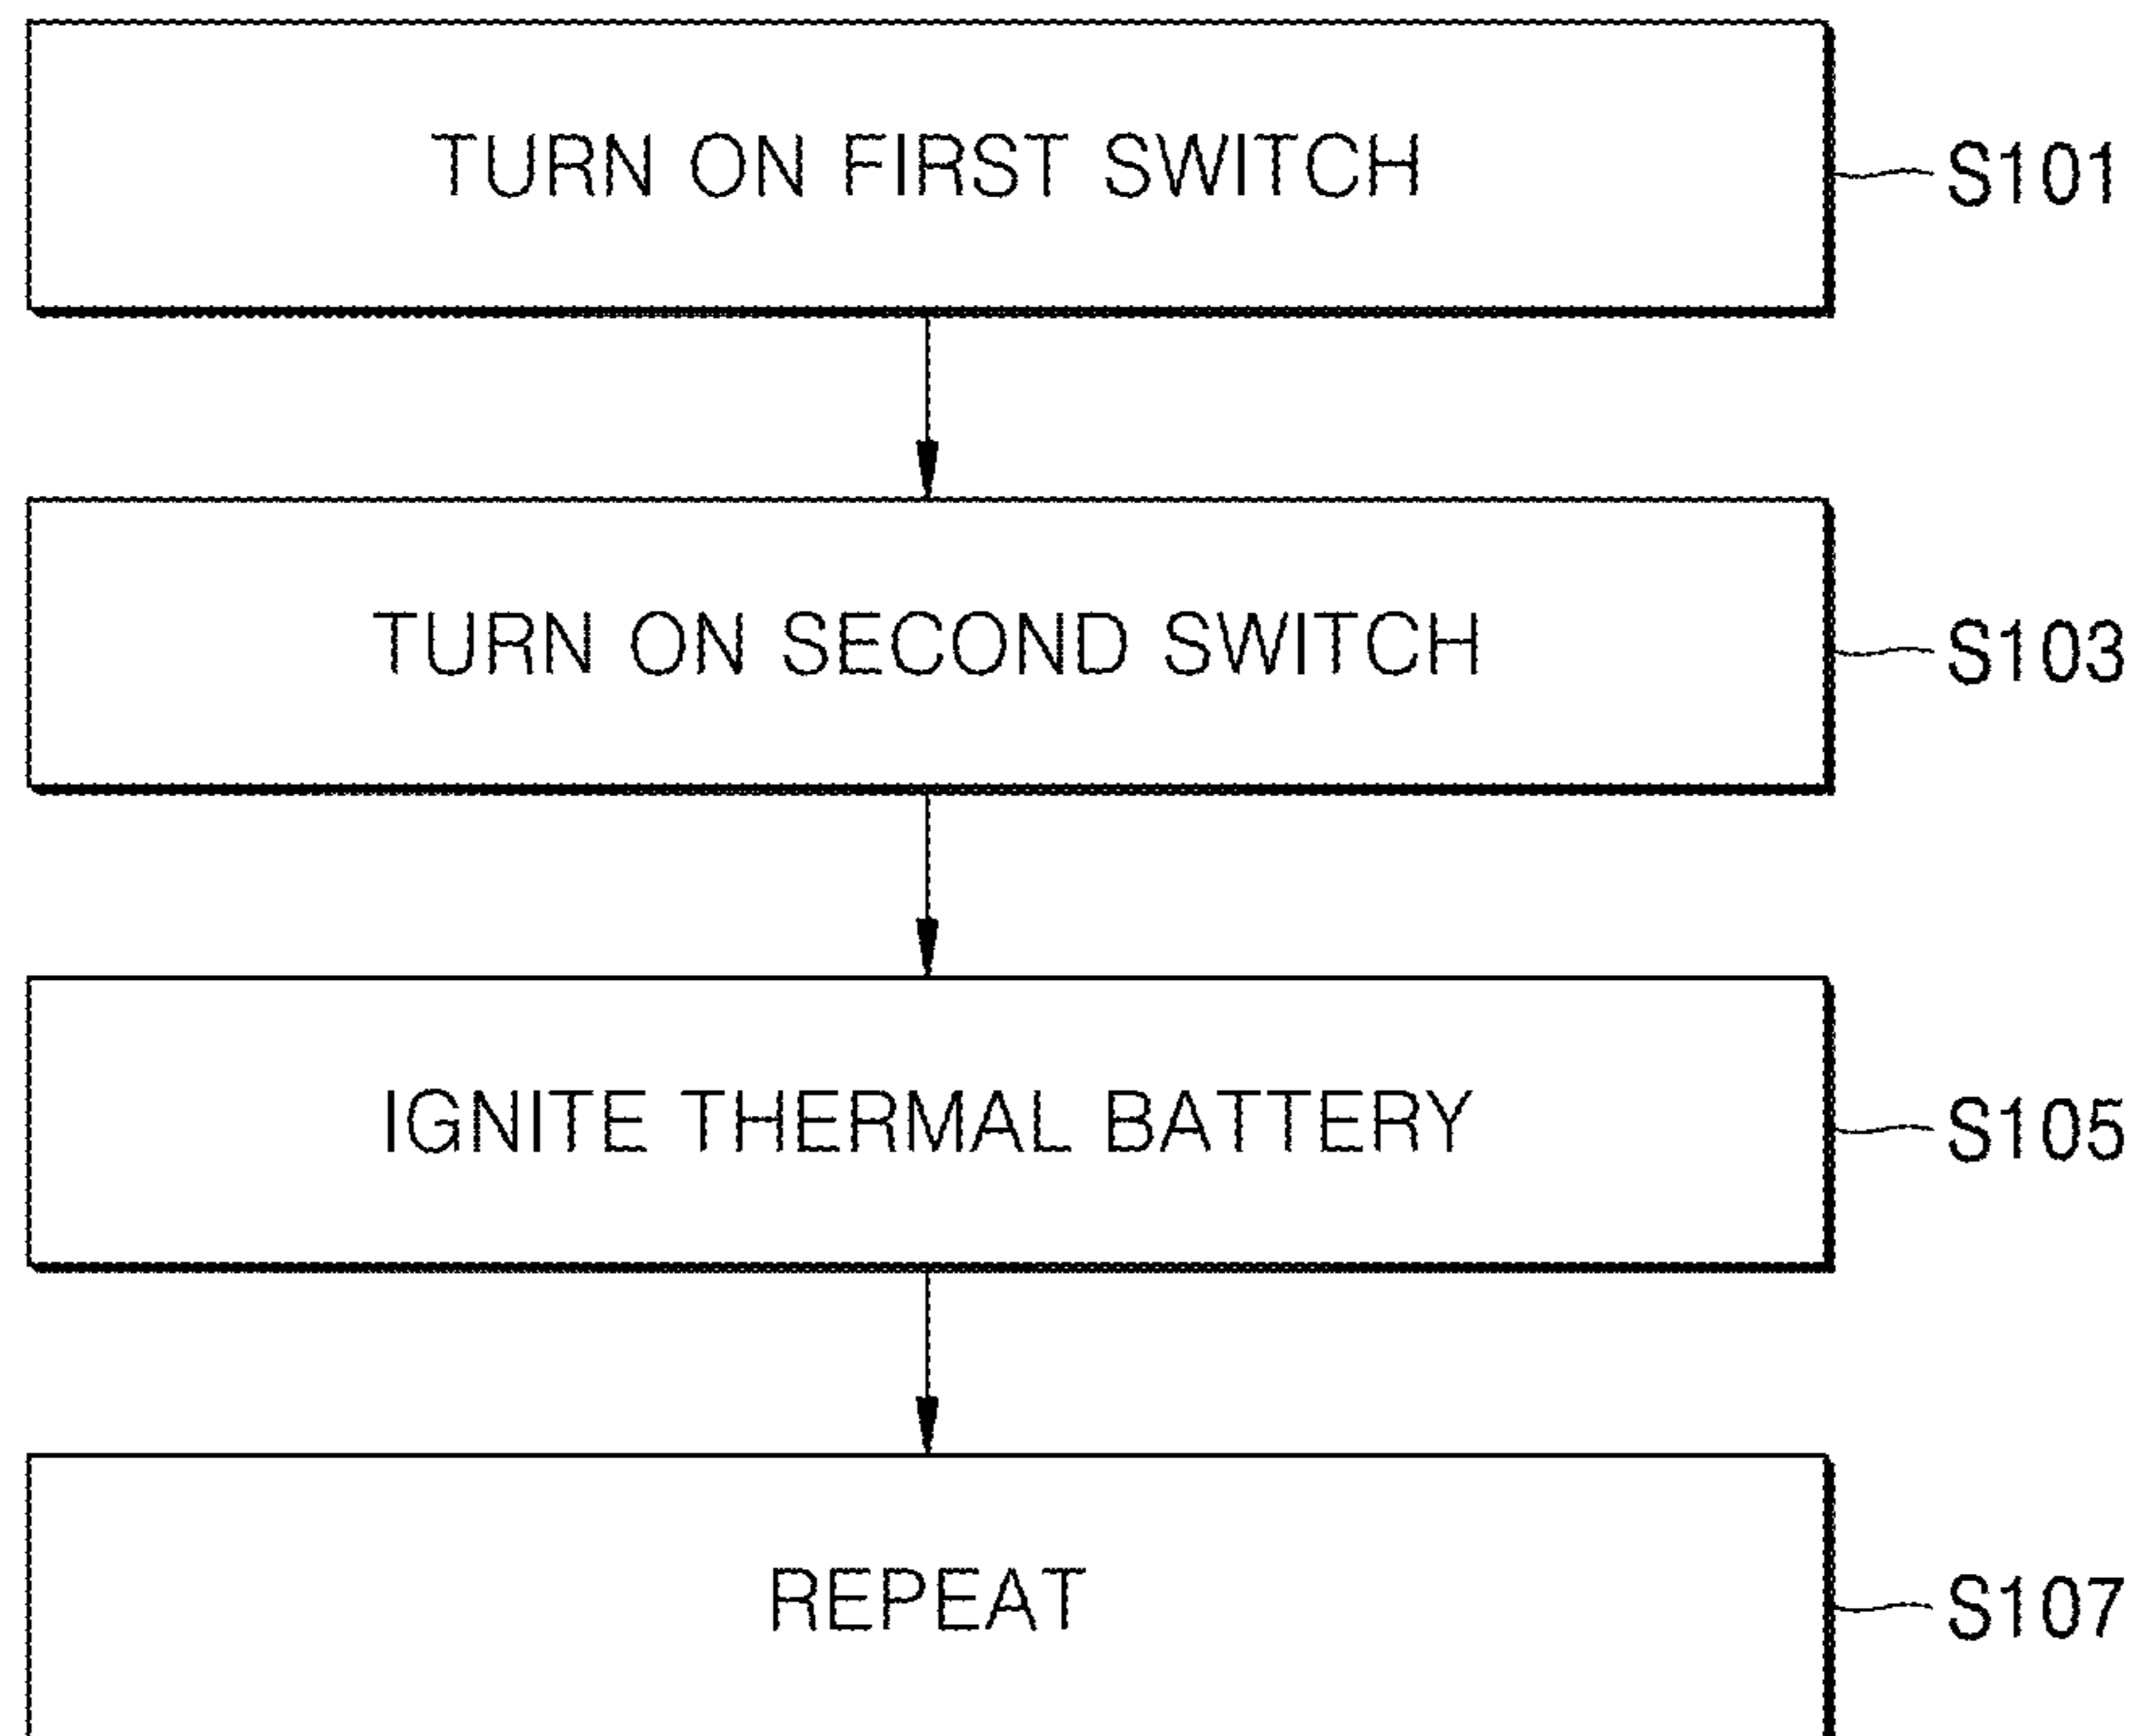 TURN ON FIRST SWITCH
S101
TURN ON SECOND SWITCH
S103
IGNITE THERMAL BATTERY
S105
REPEAT
S107